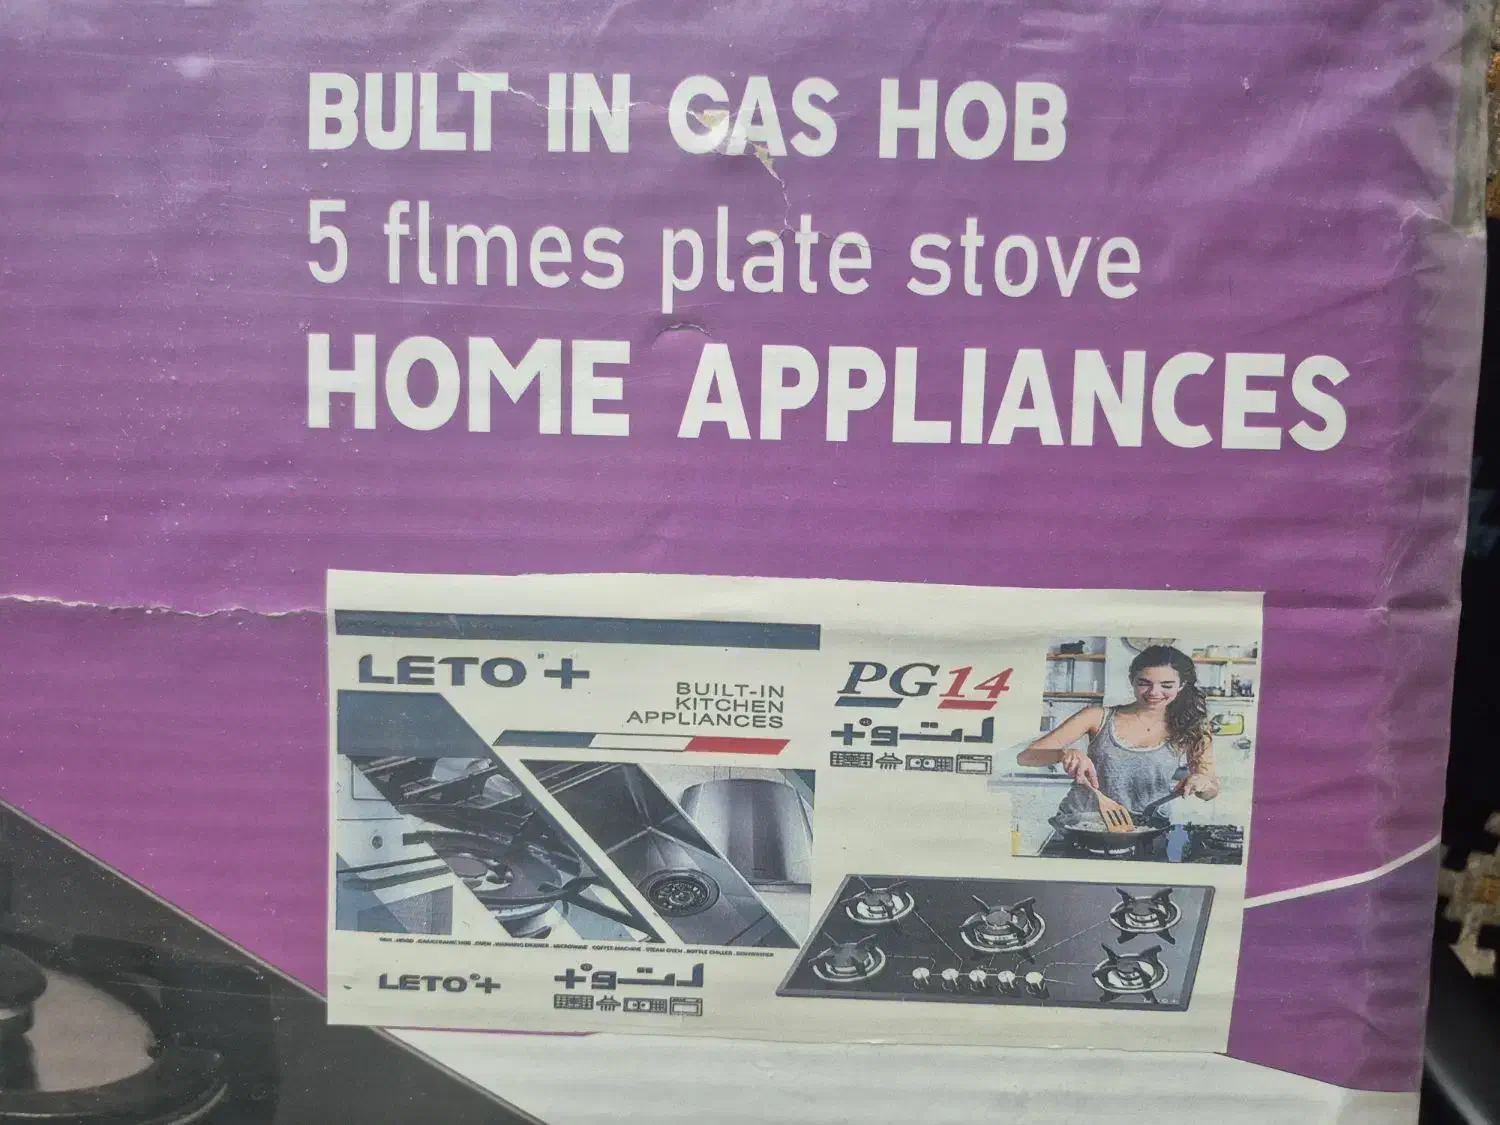 BULT IN GAS HOB
5 flmes plate stove
HOME APPLIANCES
LETO +
BUILT-IN
KITCHEN
APPLIANCES
PG14
لتو+
LETO +
لتو+